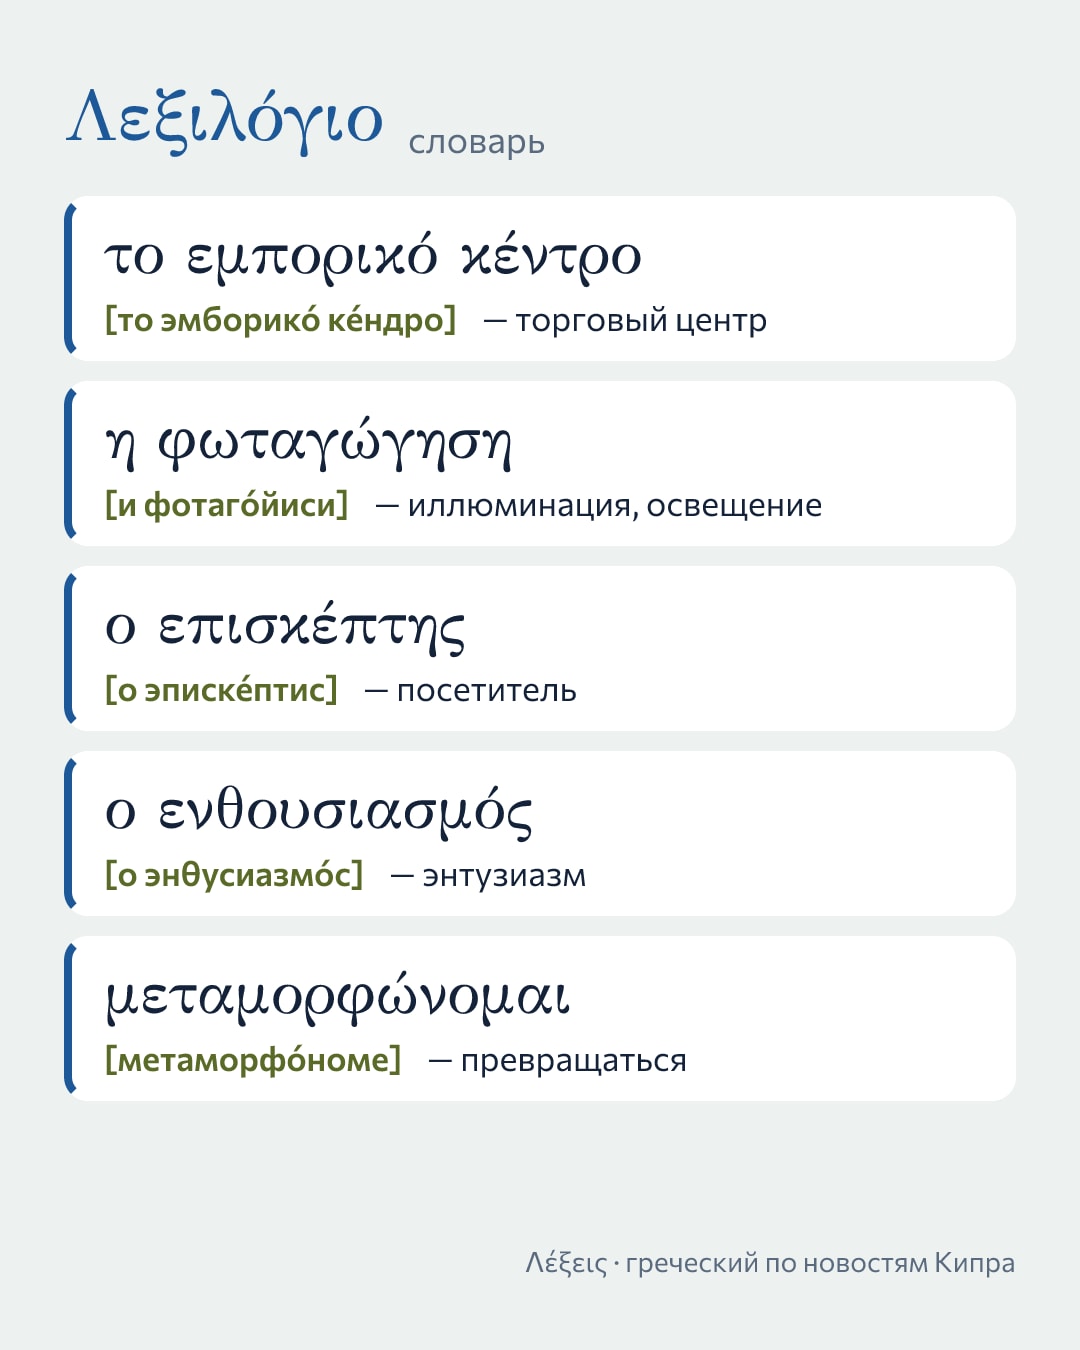 Λεξιλόγιο словарь
το εμπορικό κέντρο
[то эмборико́ ке́ндро] — торговый центр
η φωταγώγηση
[и фотаго́йиси] — иллюминация, освещение
ο επισκέπτης
[о эписке́птис] — посетитель
ο ενθουσιασμός
[о энθусиазмо́с] — энтузиазм
μεταμορφώνομαι
[метаморфо́номе] — превращаться
Λέξεις · греческий по новостям Кипра